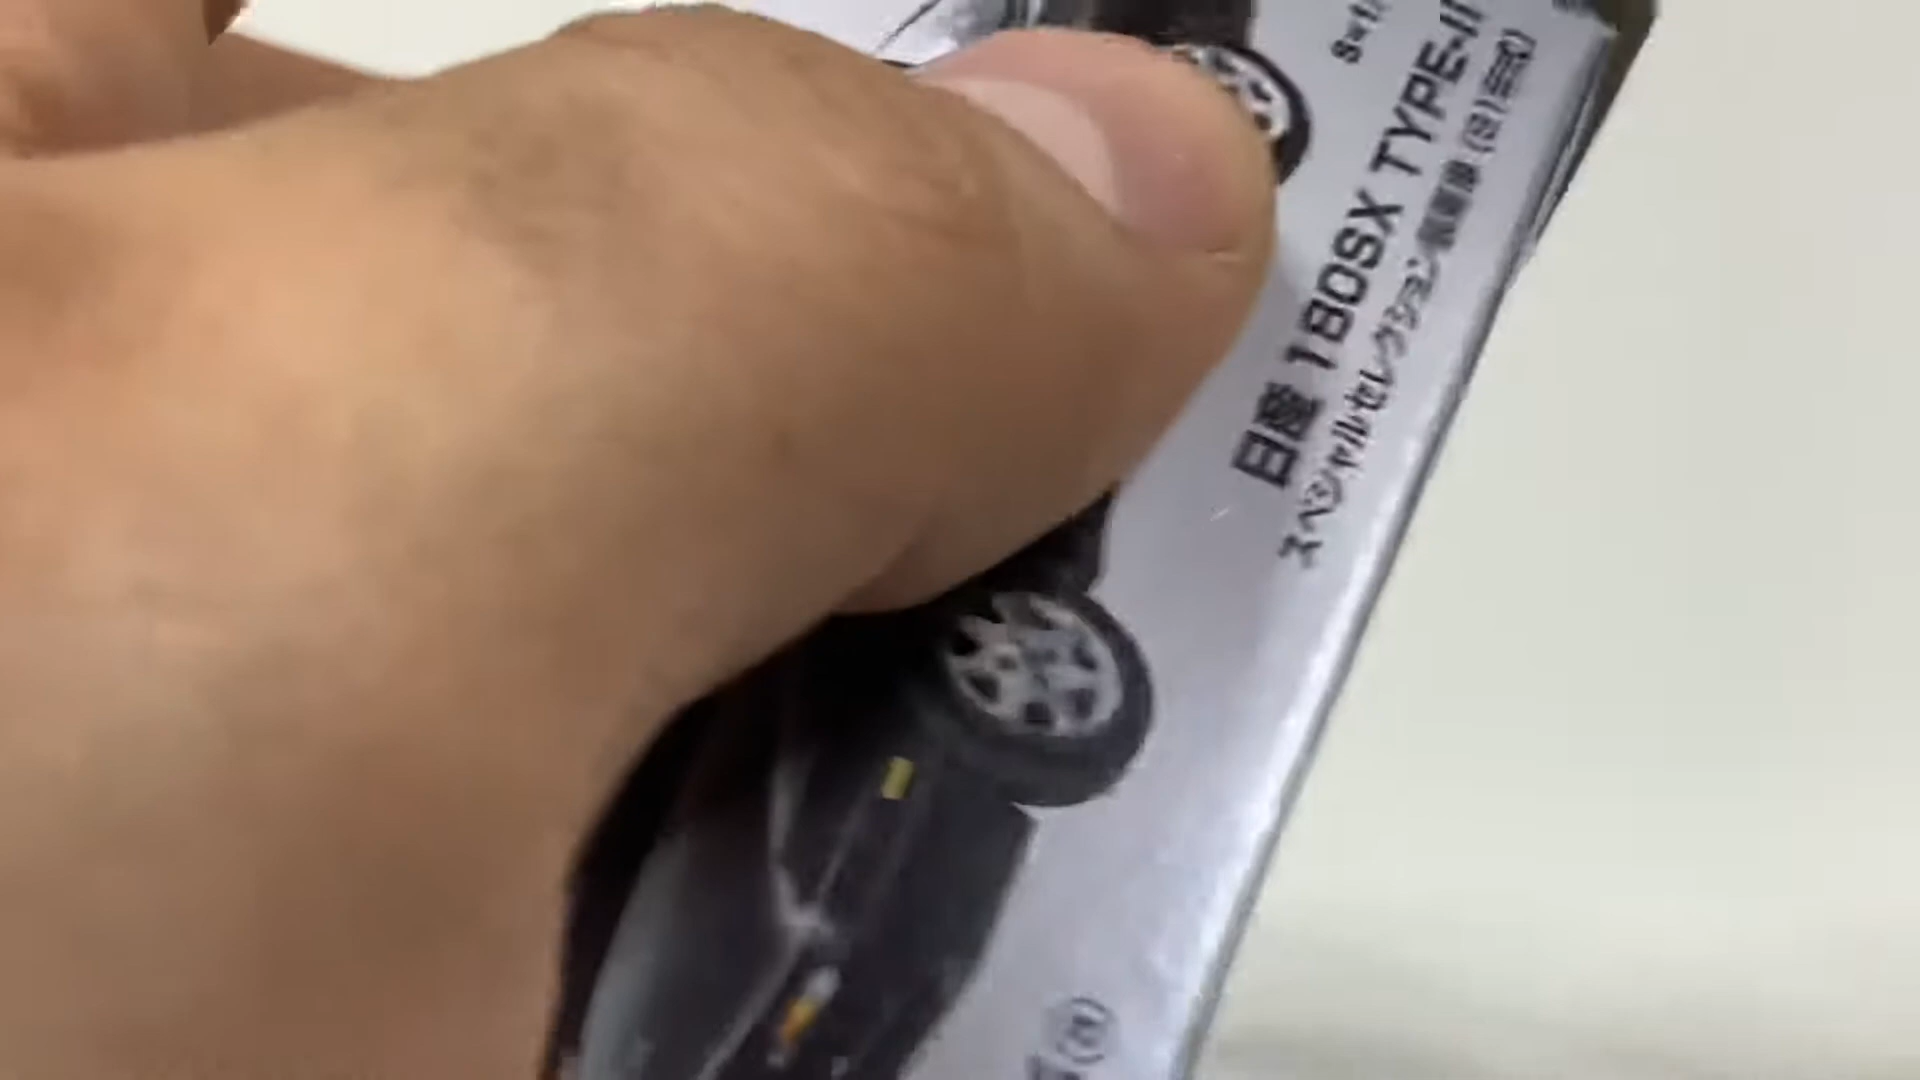 S=1/
日産 180SX TYPE-II
スペシャルセレクション装着車 ('91年式)